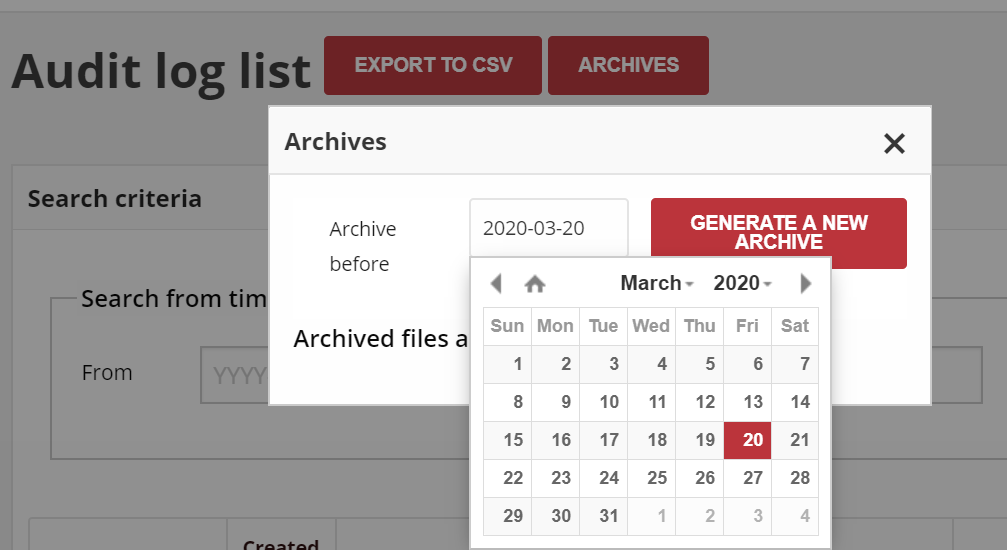 Audit log list EXPORT TO CSV ARCHIVES
Archives
Search criteria
Archive
before
2020-03-20
GENERATE A NEW
ARCHIVE
March 2020
Search from tim
Sun Mon Tue Wed Thu Fri Sat
Archived files a
1 2 3 4 5 6 7
From YYYY
8 9 10 11 12 13 14
15 16 17 18 19 20 21
22 23 24 25 26 27 28
29 30 31 1 2 3 4
Created